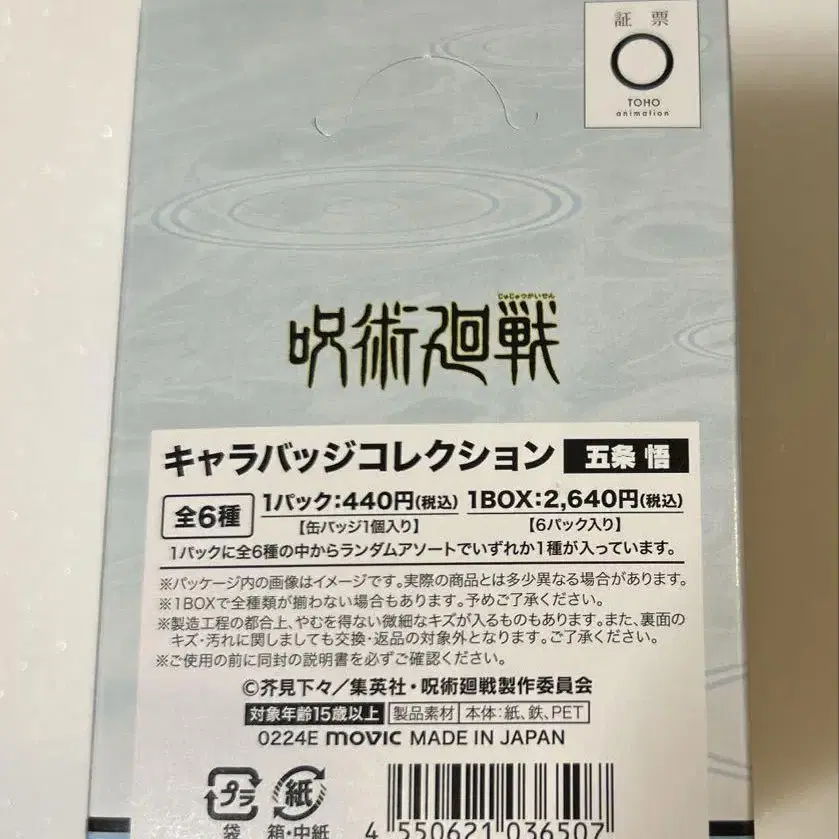 証票
TOHO
animation
じゅじゅつかいせん
呪術廻戦
キャラバッジコレクション 五条 悟
全6種 1パック:440円(税込) 1BOX:2,640円(税込)
【缶バッジ1個入り】 【6パック入り】
1パックに全6種の中からランダムアソートでいずれか1種が入っています。
※パッケージ内の画像はイメージです。実際の商品とは多少異なる場合があります。
※1BOXで全種類が揃わない場合もあります。予めご了承ください。
※製造工程の都合上、やむを得ない微細なキズが入るものもあります。また、裏面の
キズ・汚れに関しましても交換・返品の対象外となります。ご了承ください。
※ご使用の前に同封の説明書を必ずご確認ください。
©芥見下々／集英社・呪術廻戦製作委員会
対象年齢15歳以上 製品素材 本体:紙、鉄、PET
0224E movic MADE IN JAPAN
プラ 紙
袋 箱・中紙
4 550621 036507